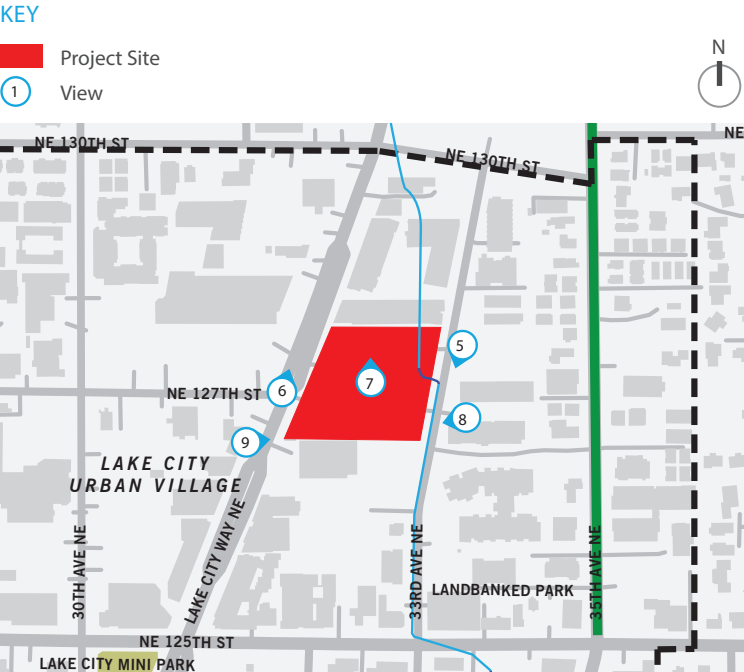 KEY
Project Site
N
1
View
NE
NE 130TH ST
NE 130TH ST
5
6
7
NE 127TH ST
8
9
LAKE CITY
URBAN VILLAGE
LAKE CITY WAY NE
30TH AVE NE
33RD AVE NE
35TH AVE NE
LANDBANKED PARK
NE 125TH ST
LAKE CITY MINI PARK